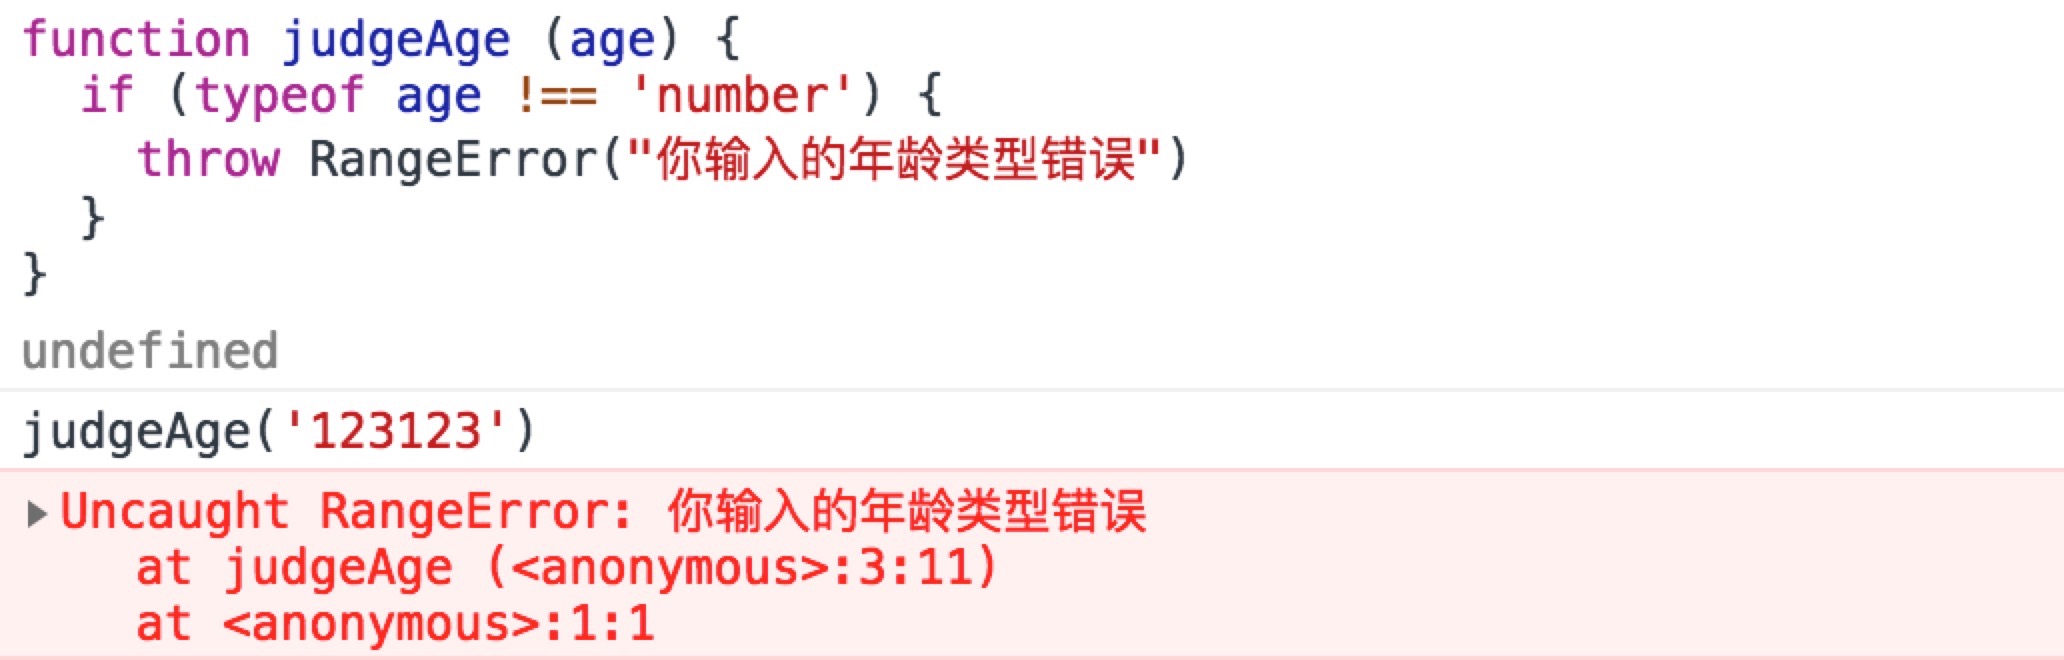 function judgeAge (age) {
  if (typeof age !== 'number') {
    throw RangeError("你输入的年龄类型错误")
  }
}
undefined
judgeAge('123123')
Uncaught RangeError: 你输入的年龄类型错误
    at judgeAge (<anonymous>:3:11)
    at <anonymous>:1:1